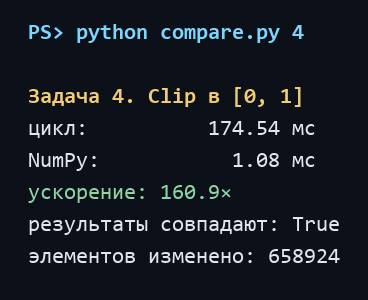 PS> python compare.py 4
Задача 4. Clip в [0, 1]
цикл: 174.54 мс
NumPy: 1.08 мс
ускорение: 160.9×
результаты совпадают: True
элементов изменено: 658924